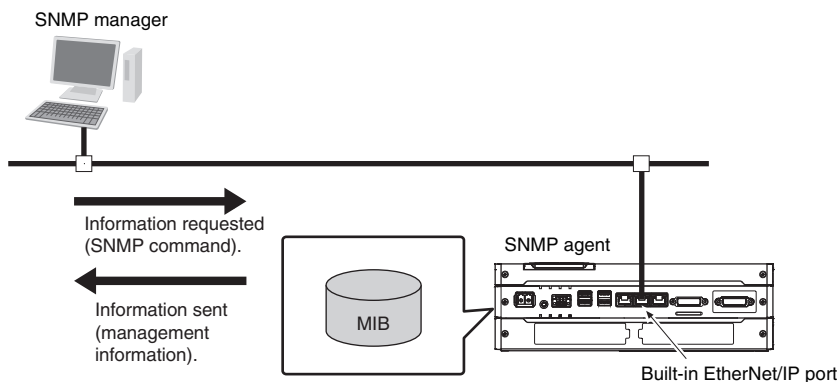 SNMP manager
Information requested
(SNMP command).
Information sent
(management
information).
MIB
SNMP agent
Built-in EtherNet/IP port